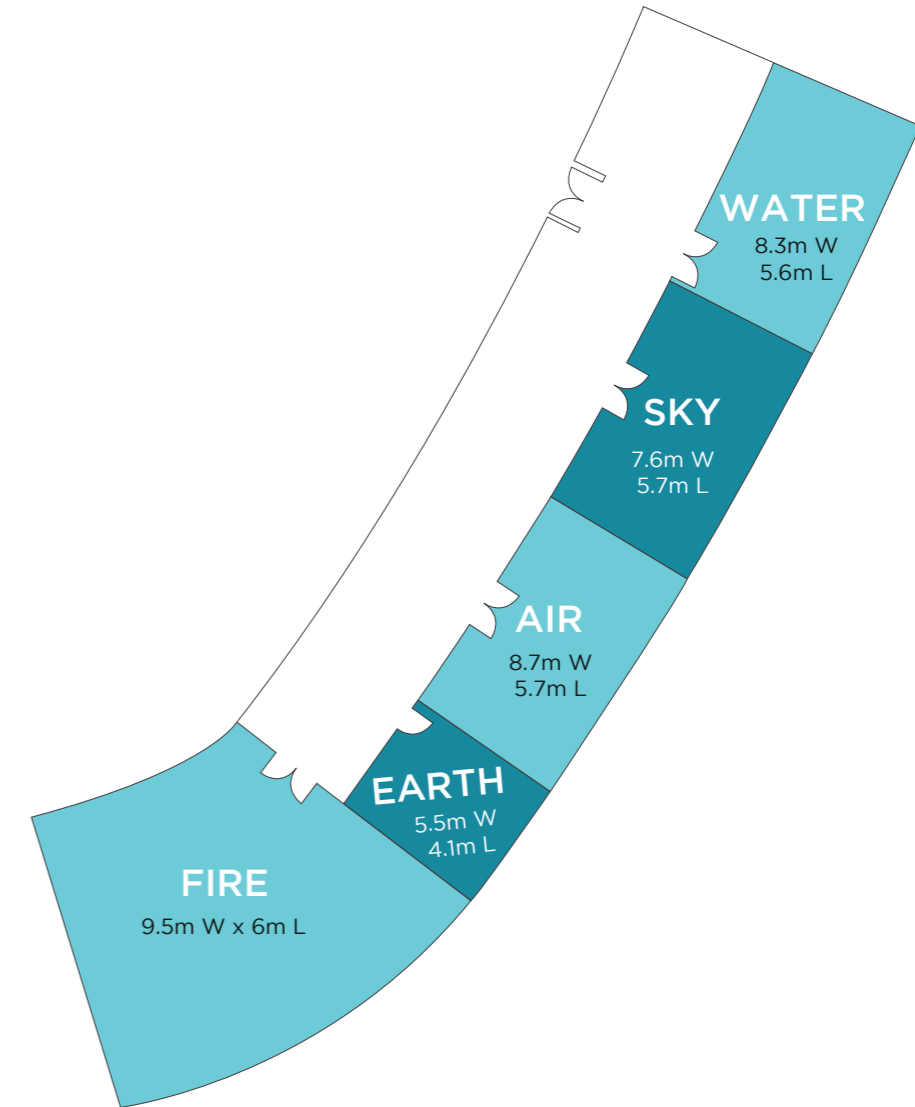 WATER
8.3m W
5.6m L
SKY
7.6m W
5.7m L
AIR
8.7m W
5.7m L
EARTH
5.5m W
4.1m L
FIRE
9.5m W x 6m L